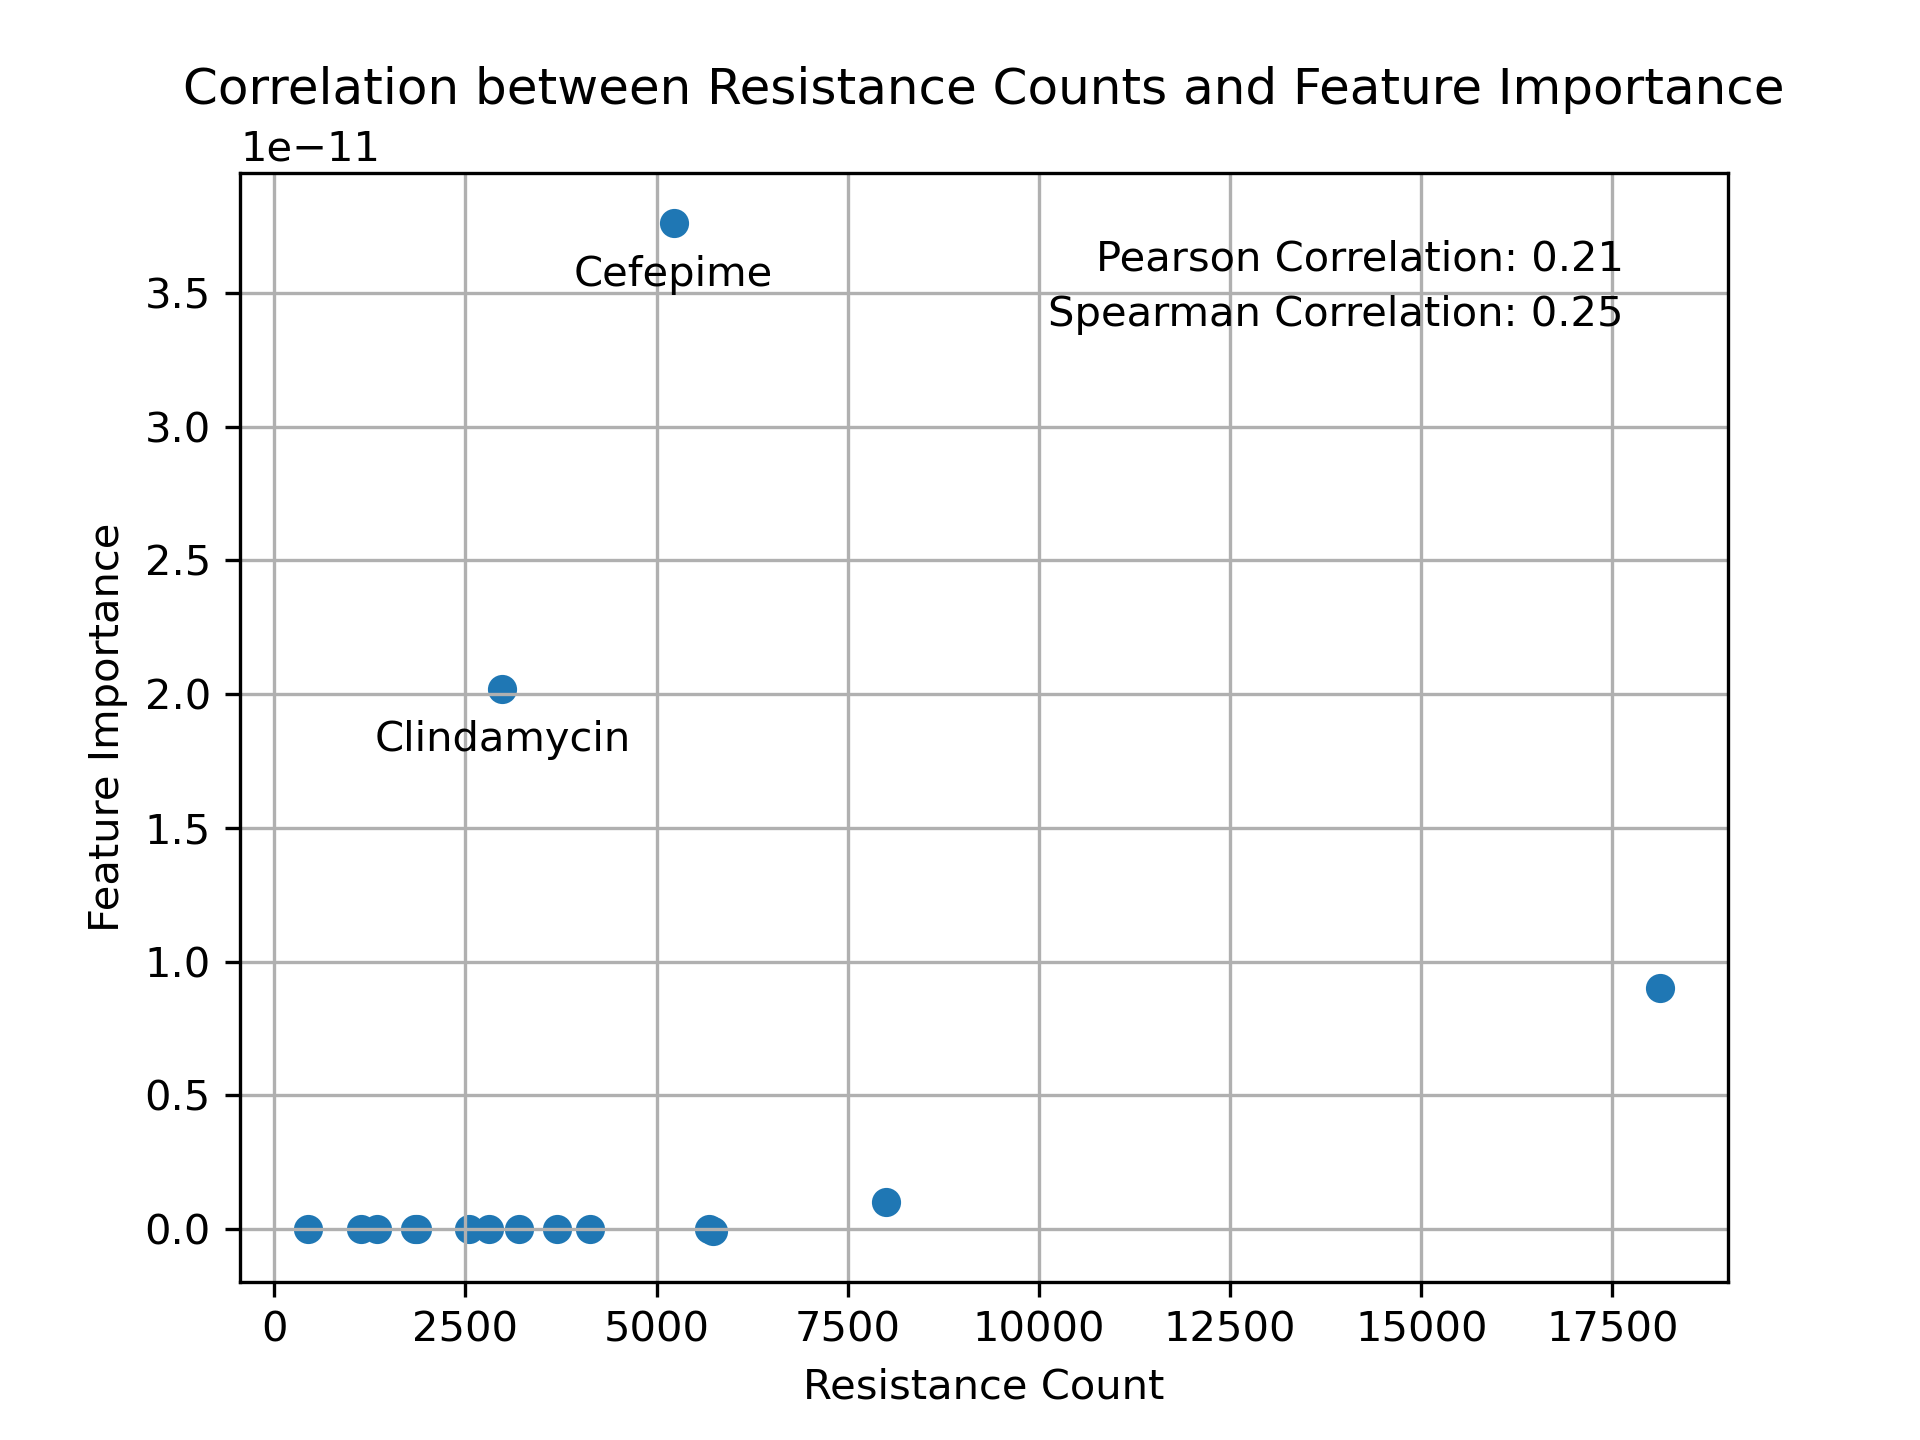 Correlation between Resistance Counts and Feature Importance
1e−11
Cefepime
Pearson Correlation: 0.21
Spearman Correlation: 0.25
Clindamycin
Feature Importance
3.5
3.0
2.5
2.0
1.5
1.0
0.5
0.0
0 2500 5000 7500 10000 12500 15000 17500
Resistance Count